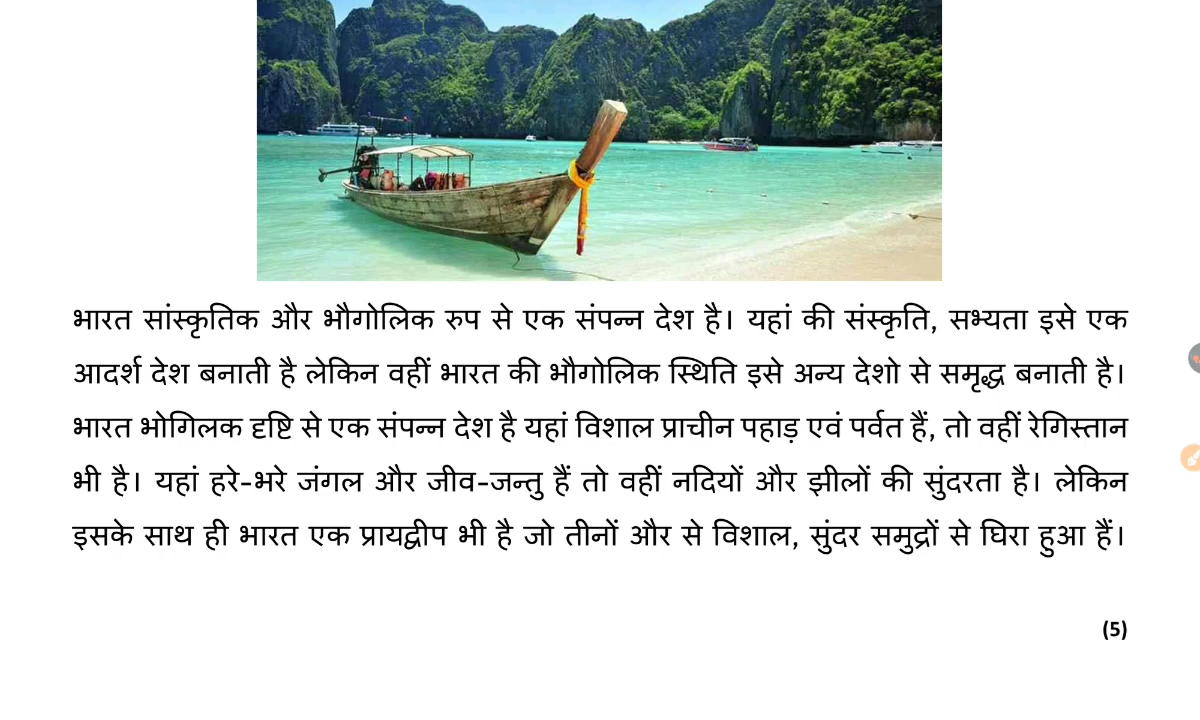 भारत सांस्कृतिक और भौगोलिक रुप से एक संपन्न देश है। यहां की संस्कृति, सभ्यता इसे एक
आदर्श देश बनाती है लेकिन वहीं भारत की भौगोलिक स्थिति इसे अन्य देशो से समृद्ध बनाती है।
भारत भोगिलक दृष्टि से एक संपन्न देश है यहां विशाल प्राचीन पहाड़ एवं पर्वत हैं, तो वहीं रेगिस्तान
भी है। यहां हरे-भरे जंगल और जीव-जन्तु हैं तो वहीं नदियों और झीलों की सुंदरता है। लेकिन
इसके साथ ही भारत एक प्रायद्वीप भी है जो तीनों और से विशाल, सुंदर समुद्रों से घिरा हुआ हैं।
(5)